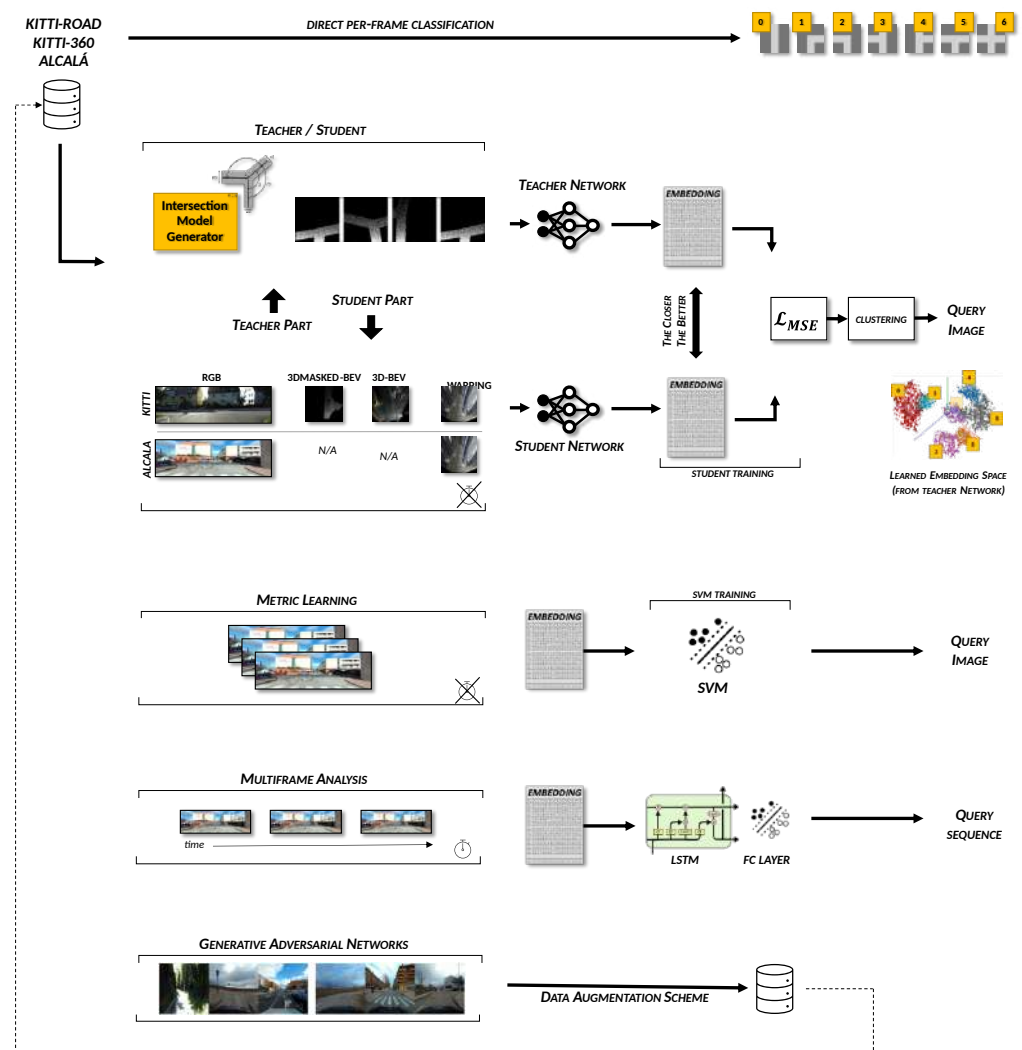 KITTI-ROAD
KITTI-360
ALCALÁ
DIRECT PER-FRAME CLASSIFICATION
0 1 2 3 4 5 6
TEACHER / STUDENT
Intersection
Model
Generator
TEACHER NETWORK
EMBEDDING
TEACHER PART
STUDENT PART
THE CLOSER
THE BETTER
ℒMSE
CLUSTERING
QUERY
IMAGE
RGB
3DMASKED-BEV
3D-BEV
WARPING
KITTI
ALCALA
N/A
N/A
STUDENT NETWORK
EMBEDDING
STUDENT TRAINING
LEARNED EMBEDDING SPACE
(FROM TEACHER NETWORK)
METRIC LEARNING
EMBEDDING
SVM TRAINING
SVM
QUERY
IMAGE
MULTIFRAME ANALYSIS
time
EMBEDDING
LSTM
FC LAYER
QUERY
SEQUENCE
GENERATIVE ADVERSARIAL NETWORKS
DATA AUGMENTATION SCHEME